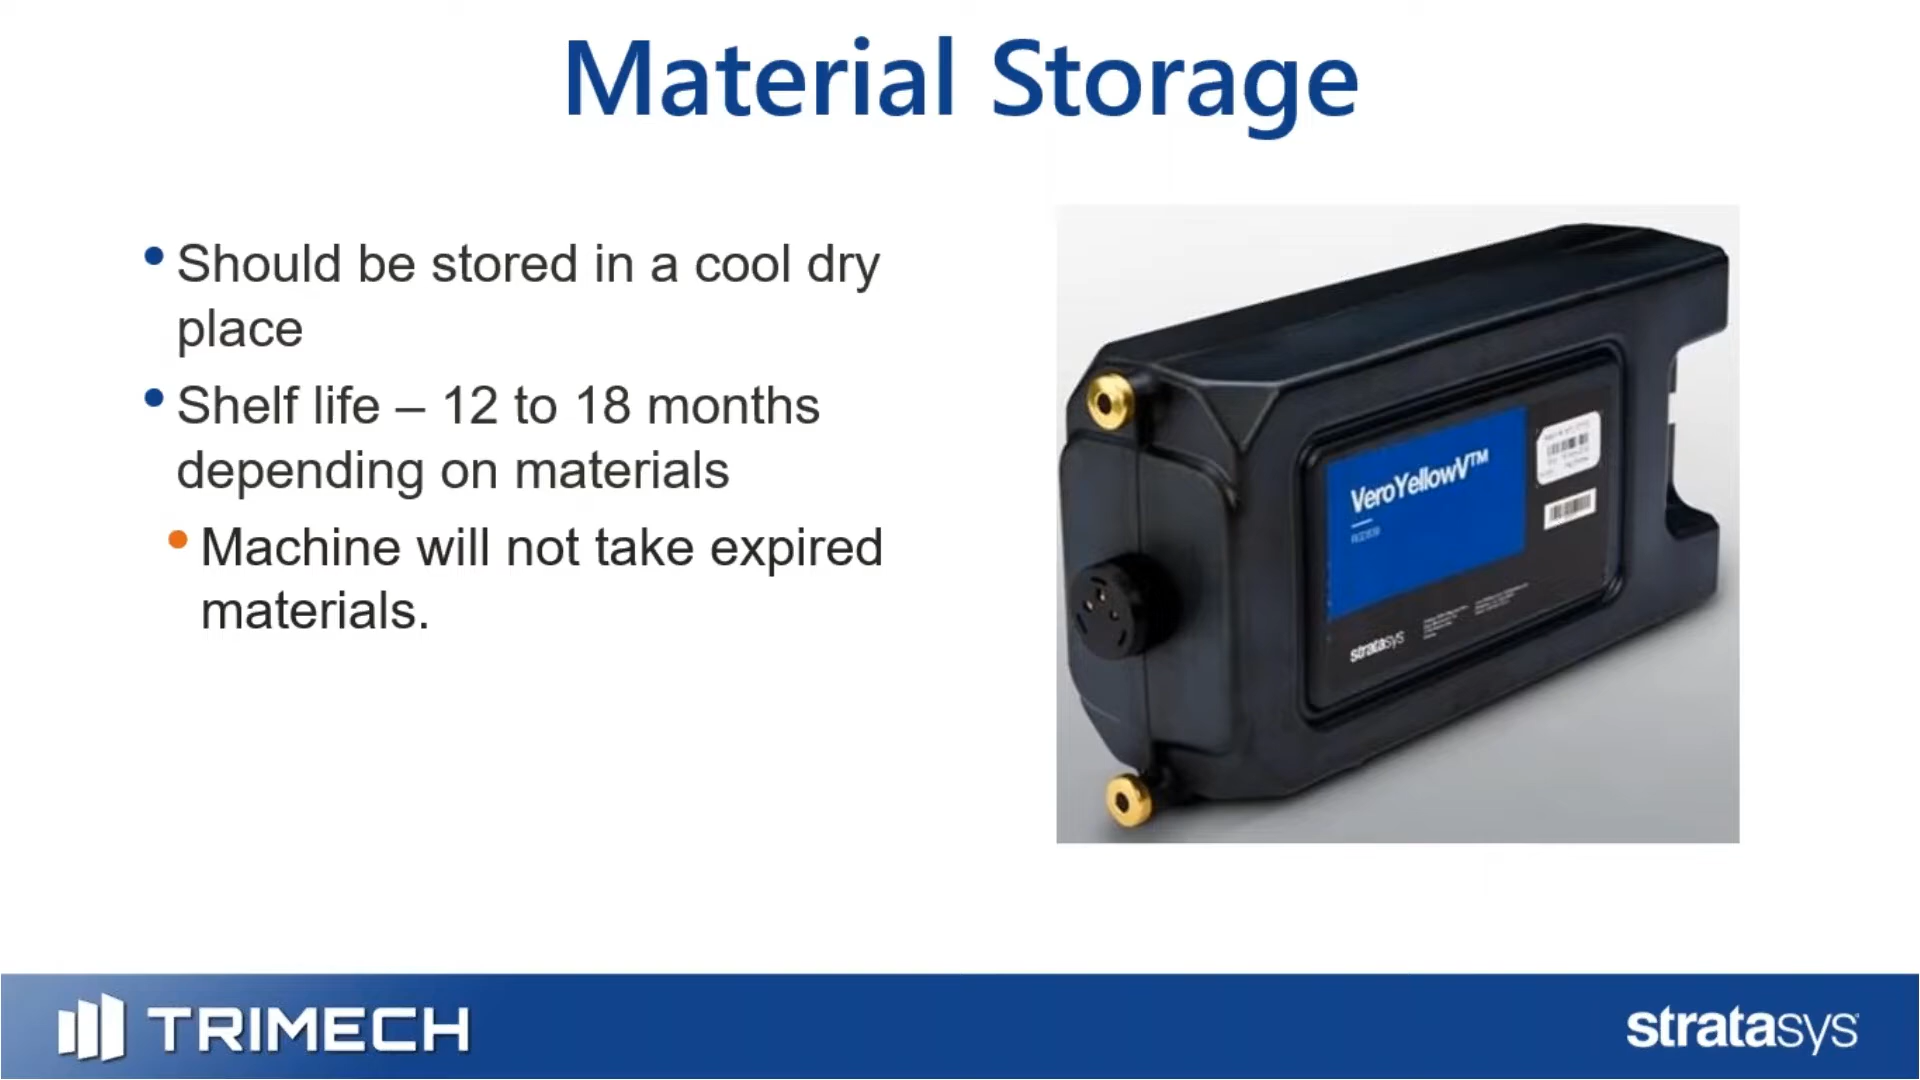 Material Storage
Should be stored in a cool dry
place
Shelf life – 12 to 18 months
depending on materials
Machine will not take expired
materials.
VeroYellowV™
stratasys
TRIMECH
stratasys